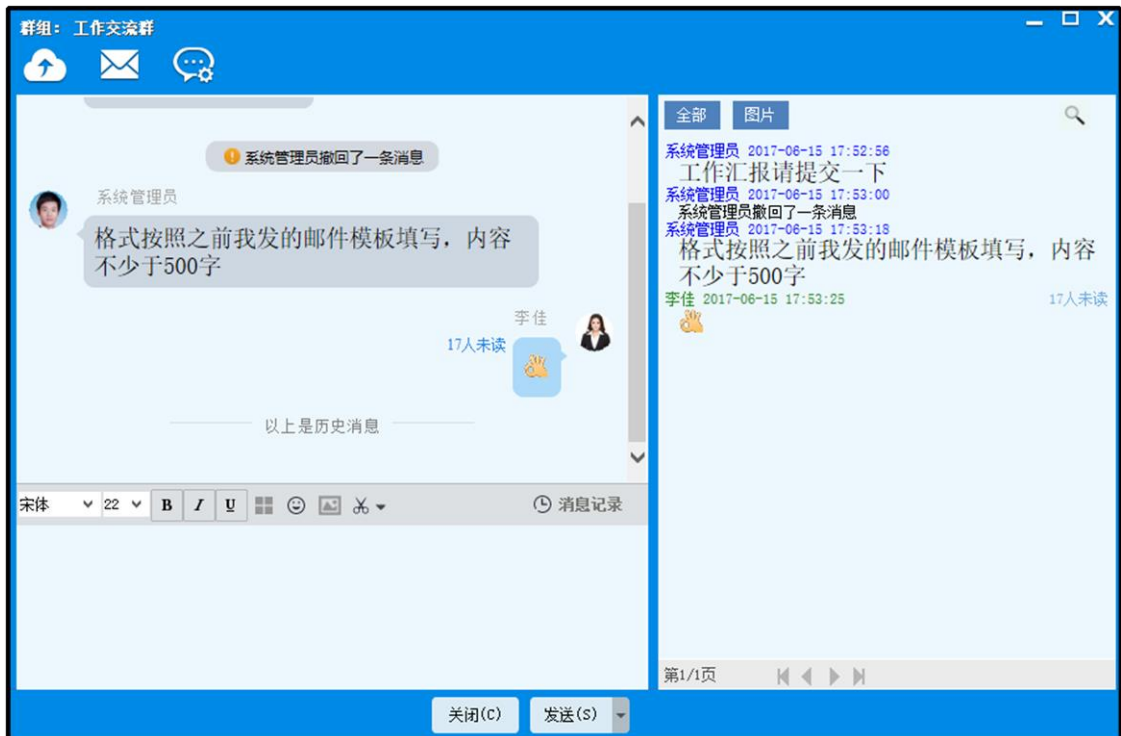 群组: 工作交流群
系统管理员撤回了一条消息
系统管理员
格式按照之前我发的邮件模板填写，内容
不少于500字
李佳
17人未读
以上是历史消息
宋体 22 B I U 消息记录
关闭(C) 发送(S)
全部 图片
系统管理员 2017-06-15 17:52:56
工作汇报请提交一下
系统管理员 2017-06-15 17:53:00
系统管理员撤回了一条消息
系统管理员 2017-06-15 17:53:18
格式按照之前我发的邮件模板填写，内容
不少于500字
李佳 2017-06-15 17:53:25 17人未读
第1/1页